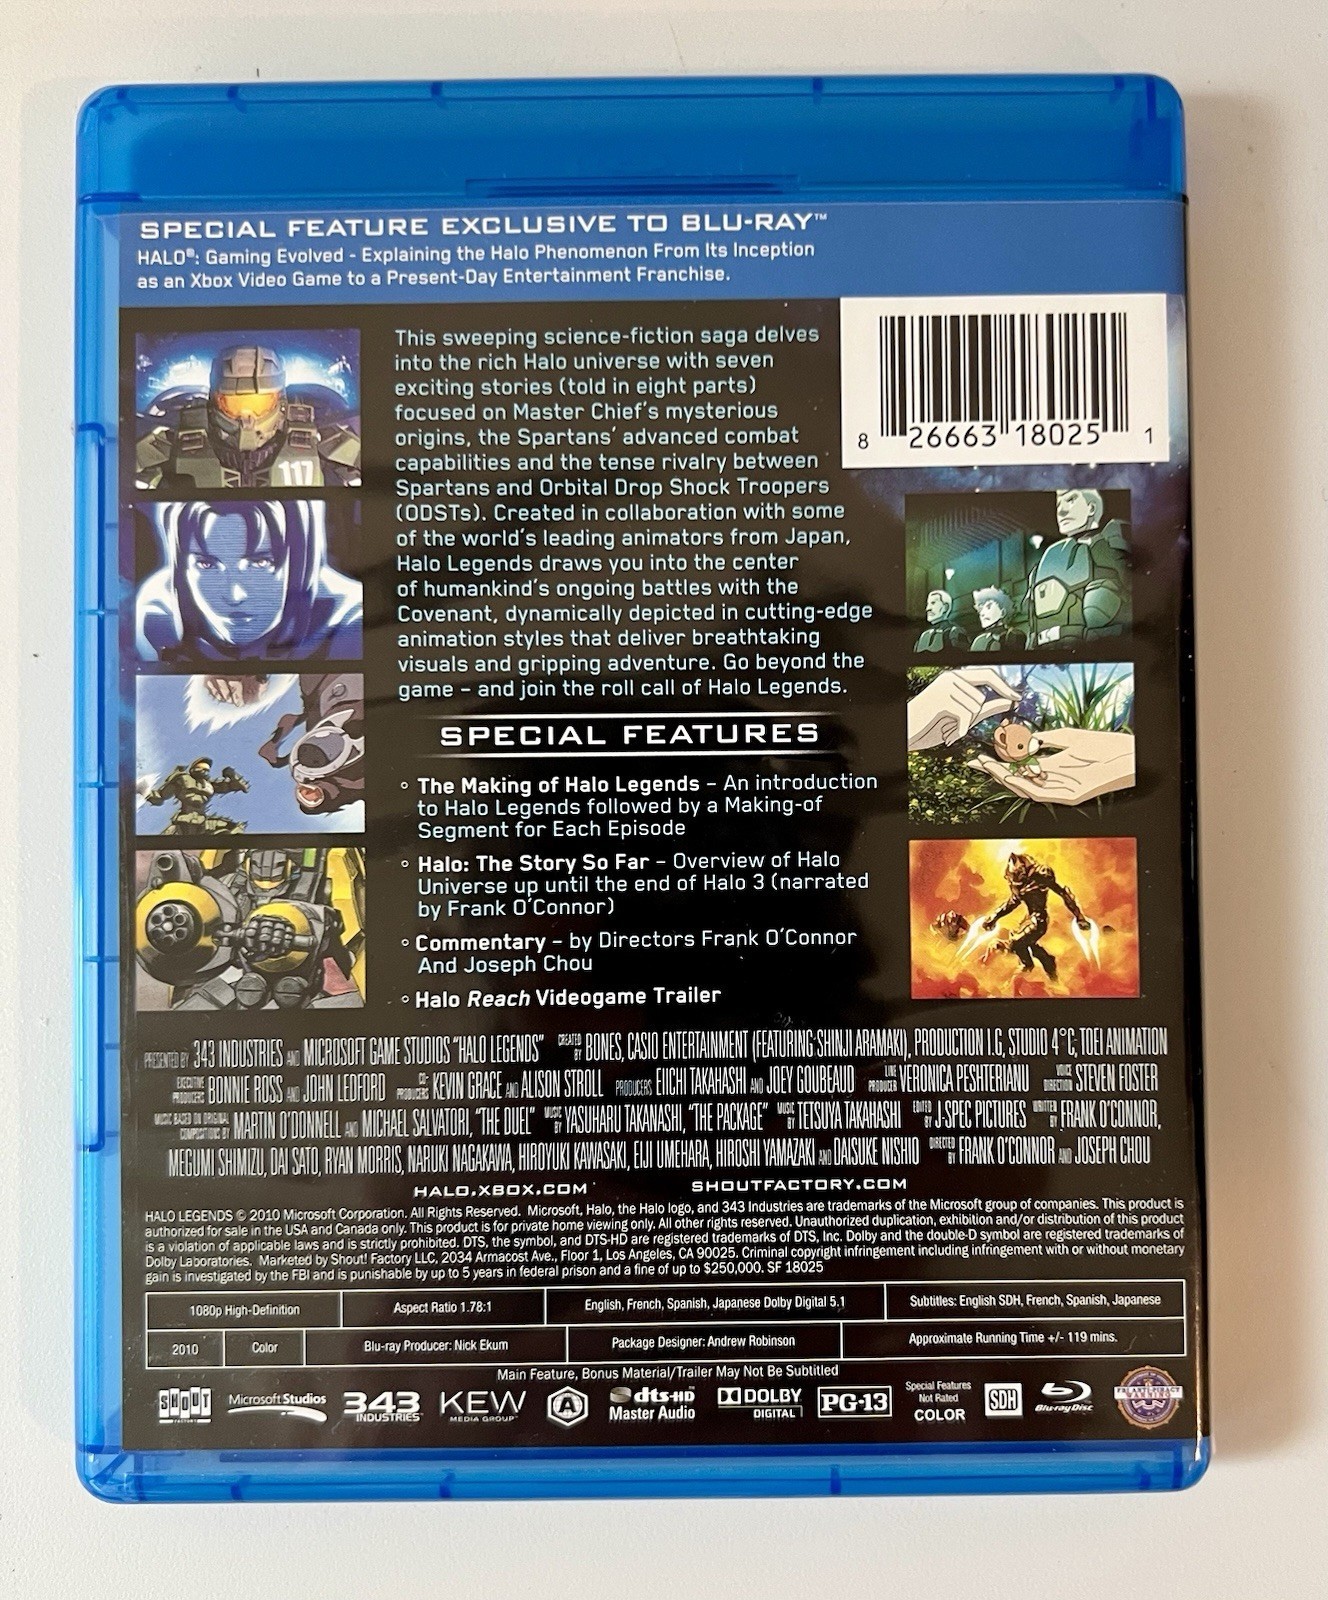 SPECIAL FEATURE EXCLUSIVE TO BLU-RAY™
HALO®: Gaming Evolved - Explaining the Halo Phenomenon From Its Inception
as an Xbox Video Game to a Present-Day Entertainment Franchise.
This sweeping science-fiction saga delves
into the rich Halo universe with seven
exciting stories (told in eight parts)
focused on Master Chief's mysterious
origins, the Spartans' advanced combat
capabilities and the tense rivalry between
Spartans and Orbital Drop Shock Troopers
(ODSTs). Created in collaboration with some
of the world's leading animators from Japan,
Halo Legends draws you into the center
of humankind's ongoing battles with the
Covenant, dynamically depicted in cutting-edge
animation styles that deliver breathtaking
visuals and gripping adventure. Go beyond the
game – and join the roll call of Halo Legends.
8 26663 18025 1
117
SPECIAL FEATURES
° The Making of Halo Legends – An introduction
to Halo Legends followed by a Making-of
Segment for Each Episode
° Halo: The Story So Far – Overview of Halo
Universe up until the end of Halo 3 (narrated
by Frank O'Connor)
° Commentary – by Directors Frank O'Connor
And Joseph Chou
° Halo Reach Videogame Trailer
PRESENTED BY 343 INDUSTRIES AND MICROSOFT GAME STUDIOS "HALO LEGENDS" CREATED BY BONES, CASIO ENTERTAINMENT (FEATURING SHINJI ARAMAKI), PRODUCTION I.G, STUDIO 4°C, TOEI ANIMATION
EXECUTIVE PRODUCERS BONNIE ROSS AND JOHN LEDFORD CO-PRODUCERS KEVIN GRACE AND ALISON STROLL PRODUCERS EIICHI TAKAHASHI AND JOEY GOUBEAUD LINE PRODUCER VERONICA PESHTERIANU VOICE DIRECTION STEVEN FOSTER
MUSIC BASED ON ORIGINAL COMPOSITIONS BY MARTIN O'DONNELL AND MICHAEL SALVATORI, "THE DUEL" MUSIC BY YASUHARU TAKANASHI, "THE PACKAGE" MUSIC BY TETSUYA TAKAHASHI EDITED BY J-SPEC PICTURES WRITTEN BY FRANK O'CONNOR,
MEGUMI SHIMIZU, DAI SATO, RYAN MORRIS, NARUKI NAGAKAWA, HIROYUKI KAWASAKI, EIJI UMEHARA, HIROSHI YAMAZAKI AND DAISUKE NISHIO DIRECTED BY FRANK O'CONNOR AND JOSEPH CHOU
HALO.XBOX.COM SHOUTFACTORY.COM
HALO LEGENDS © 2010 Microsoft Corporation. All Rights Reserved. Microsoft, Halo, the Halo logo, and 343 Industries are trademarks of the Microsoft group of companies. This product is
authorized for sale in the USA and Canada only. This product is for private home viewing only. All other rights reserved. Unauthorized duplication, exhibition and/or distribution of this product
is a violation of applicable laws and is strictly prohibited. DTS, the symbol, and DTS-HD are registered trademarks of DTS, Inc. Dolby and the double-D symbol are registered trademarks of
Dolby Laboratories. Marketed by Shout! Factory LLC, 2034 Armacost Ave., Floor 1, Los Angeles, CA 90025. Criminal copyright infringement including infringement with or without monetary
gain is investigated by the FBI and is punishable by up to 5 years in federal prison and a fine of up to $250,000. SF 18025
1080p High-Definition Aspect Ratio 1.78:1 English, French, Spanish, Japanese Dolby Digital 5.1 Subtitles: English SDH, French, Spanish, Japanese
2010 Color Blu-ray Producer: Nick Ekum Package Designer: Andrew Robinson Approximate Running Time +/- 119 mins.
Main Feature, Bonus Material/Trailer May Not Be Subtitled
SHOUT FACTORY Microsoft Studios 343 INDUSTRIES KEW MEDIA GROUP A dts-HD Master Audio DOLBY DIGITAL PG-13 Special Features Not Rated COLOR SDH Blu-ray Disc FBI ANTI-PIRACY WARNING